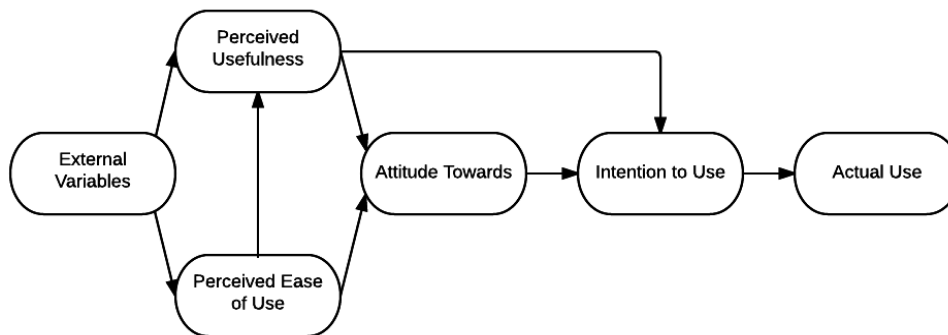 Perceived
Usefulness
External
Variables
Attitude Towards
Intention to Use
Actual Use
Perceived Ease
of Use